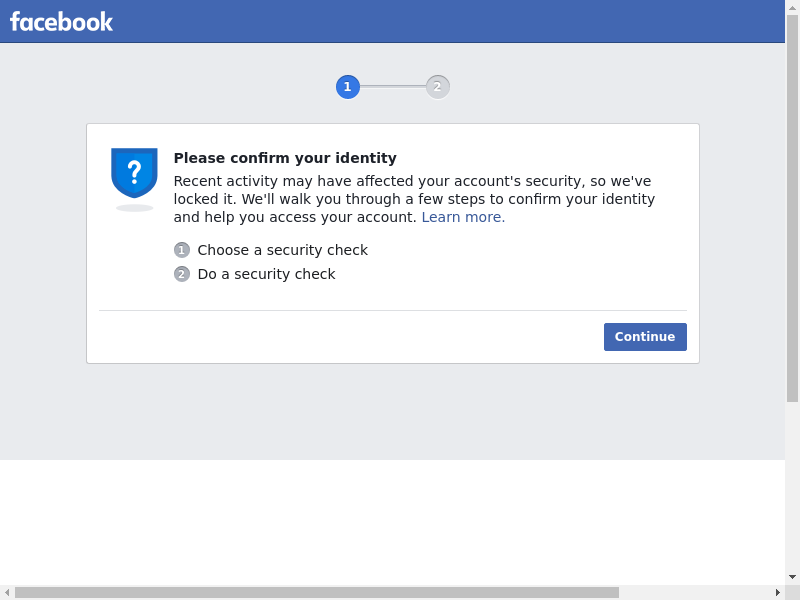 facebook
1 2
?
Please confirm your identity
Recent activity may have affected your account's security, so we've
locked it. We'll walk you through a few steps to confirm your identity
and help you access your account. Learn more.
1 Choose a security check
2 Do a security check
Continue